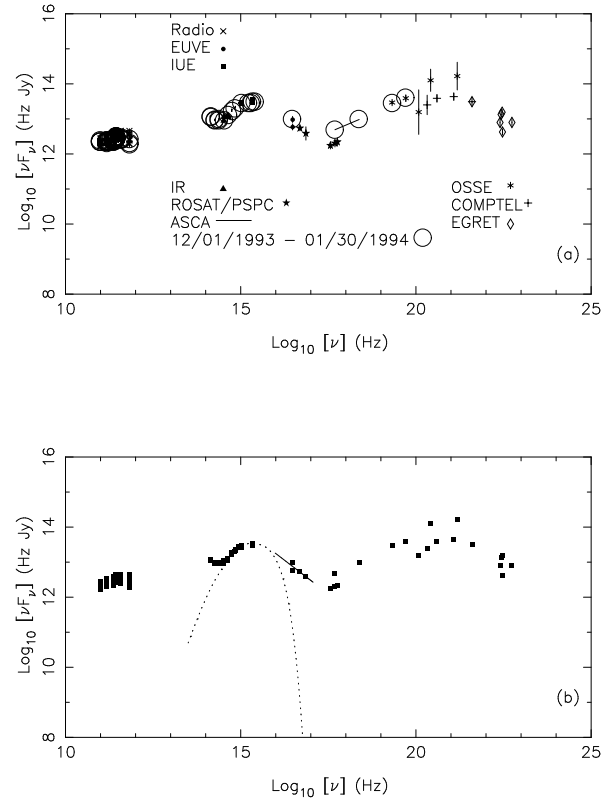 16
14
12
10
8
Log10 [νFν] (Hz Jy)
Radio ×
EUVE •
IUE ■
IR ▲
ROSAT/PSPC ★
ASCA
12/01/1993 – 01/30/1994 ○
OSSE *
COMPTEL +
EGRET ◇
(a)
10 15 20 25
Log10 [ν] (Hz)
16
14
12
10
8
Log10 [νFν] (Hz Jy)
(b)
10 15 20 25
Log10 [ν] (Hz)